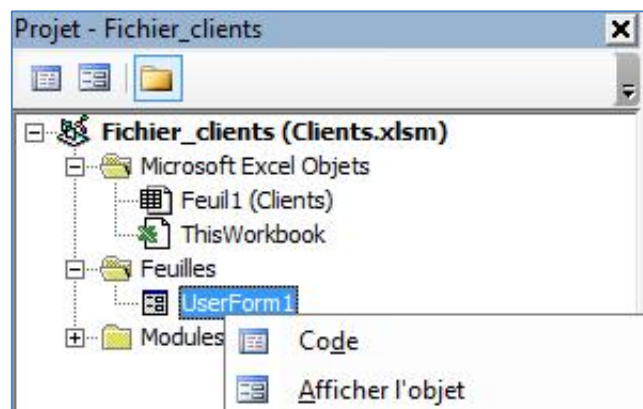 Projet - Fichier_clients
Fichier_clients (Clients.xlsm)
Microsoft Excel Objets
Feuil1 (Clients)
ThisWorkbook
Feuilles
UserForm1
Modules
Code
Afficher l'objet